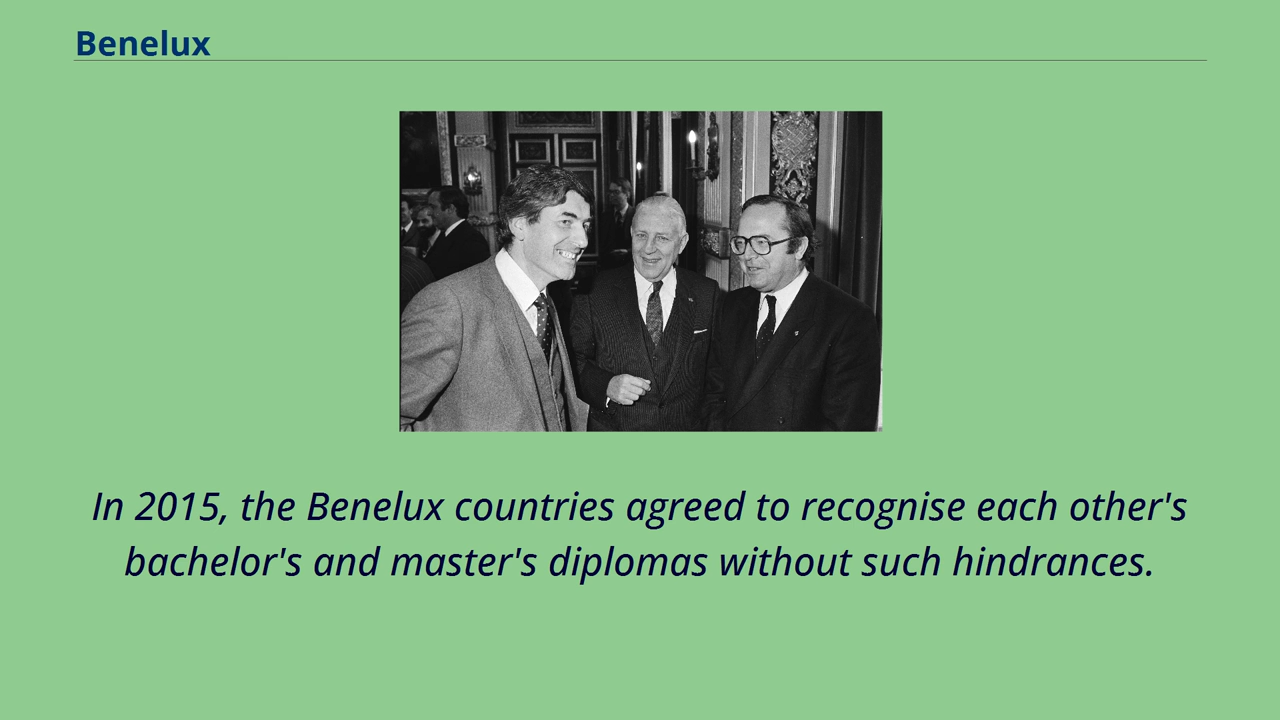 Benelux
In 2015, the Benelux countries agreed to recognise each other's
bachelor's and master's diplomas without such hindrances.